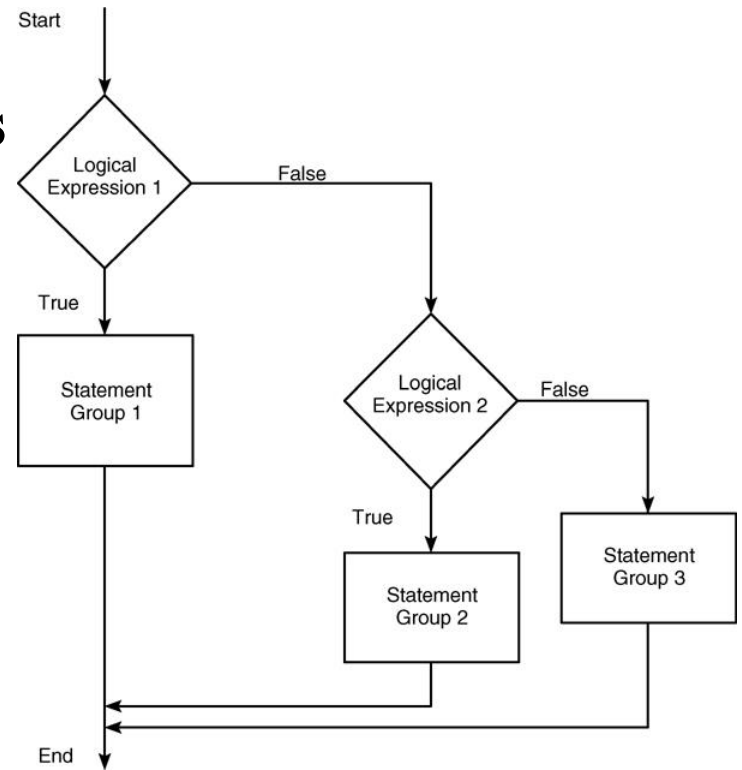 Start
s
Logical
Expression 1
False
True
Statement
Group 1
Logical
Expression 2
False
True
Statement
Group 2
Statement
Group 3
End